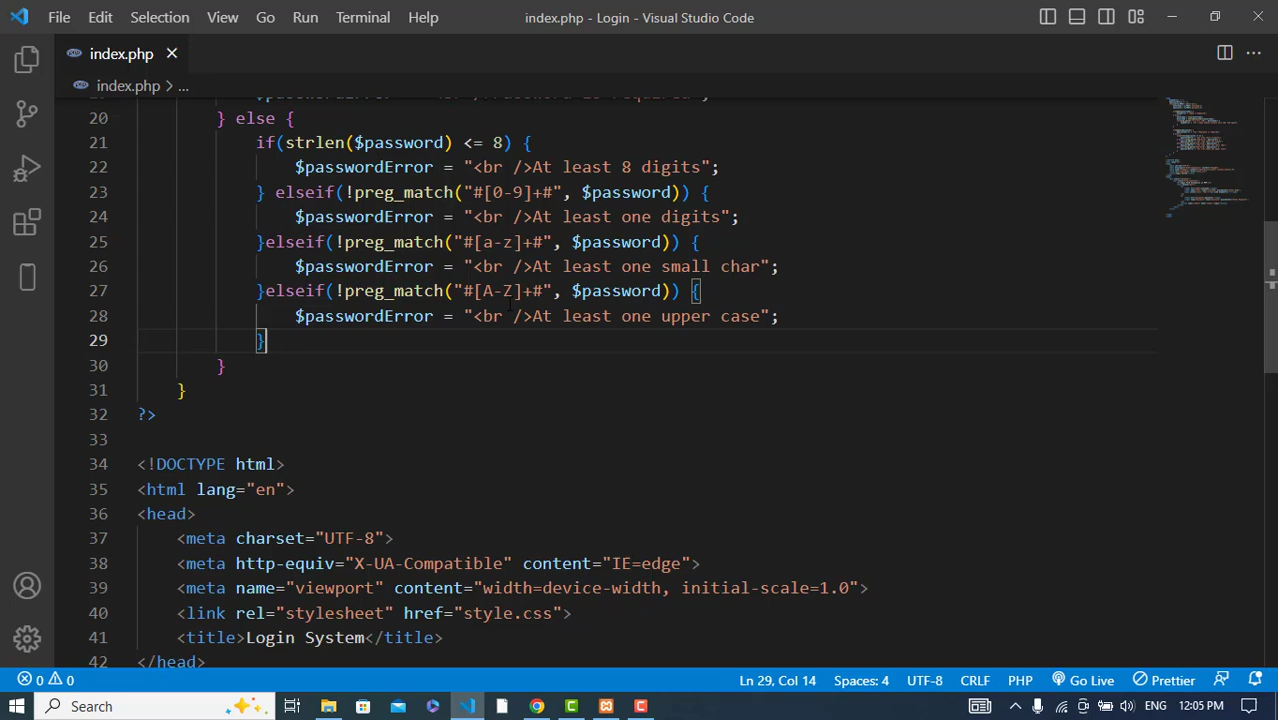 File Edit Selection View Go Run Terminal Help index.php - Login - Visual Studio Code
index.php
index.php > ...
20 } else {
21 if(strlen($password) <= 8) {
22 $passwordError = "<br />At least 8 digits";
23 } elseif(!preg_match("#[0-9]+#", $password)) {
24 $passwordError = "<br />At least one digits";
25 }elseif(!preg_match("#[a-z]+#", $password)) {
26 $passwordError = "<br />At least one small char";
27 }elseif(!preg_match("#[A-Z]+#", $password)) {
28 $passwordError = "<br />At least one upper case";
29 }
30 }
31 }
32 ?>
33
34 <!DOCTYPE html>
35 <html lang="en">
36 <head>
37 <meta charset="UTF-8">
38 <meta http-equiv="X-UA-Compatible" content="IE=edge">
39 <meta name="viewport" content="width=device-width, initial-scale=1.0">
40 <link rel="stylesheet" href="style.css">
41 <title>Login System</title>
42 </head>
0 0 Ln 29, Col 14 Spaces: 4 UTF-8 CRLF PHP Go Live Prettier
Search ENG 12:05 PM